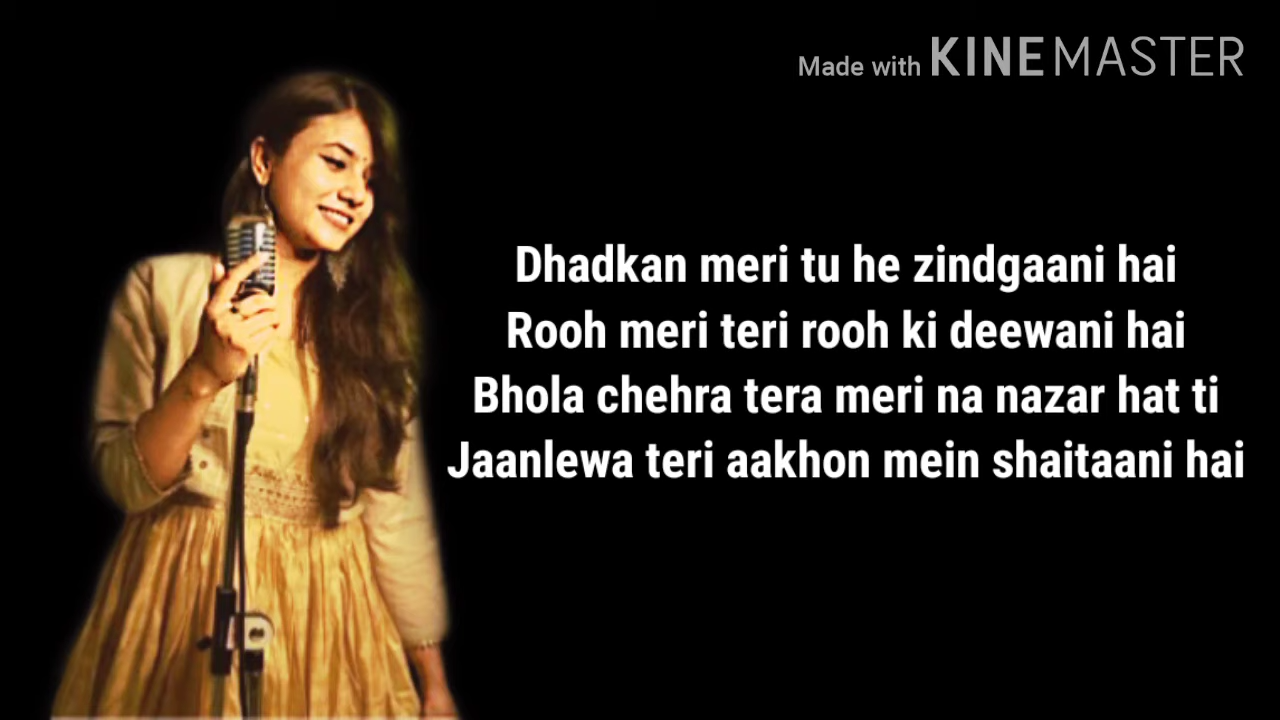 Made with KINEMASTER
Dhadkan meri tu he zindgaani hai
Rooh meri teri rooh ki deewani hai
Bhola chehra tera meri na nazar hat ti
Jaanlewa teri aakhon mein shaitaani hai